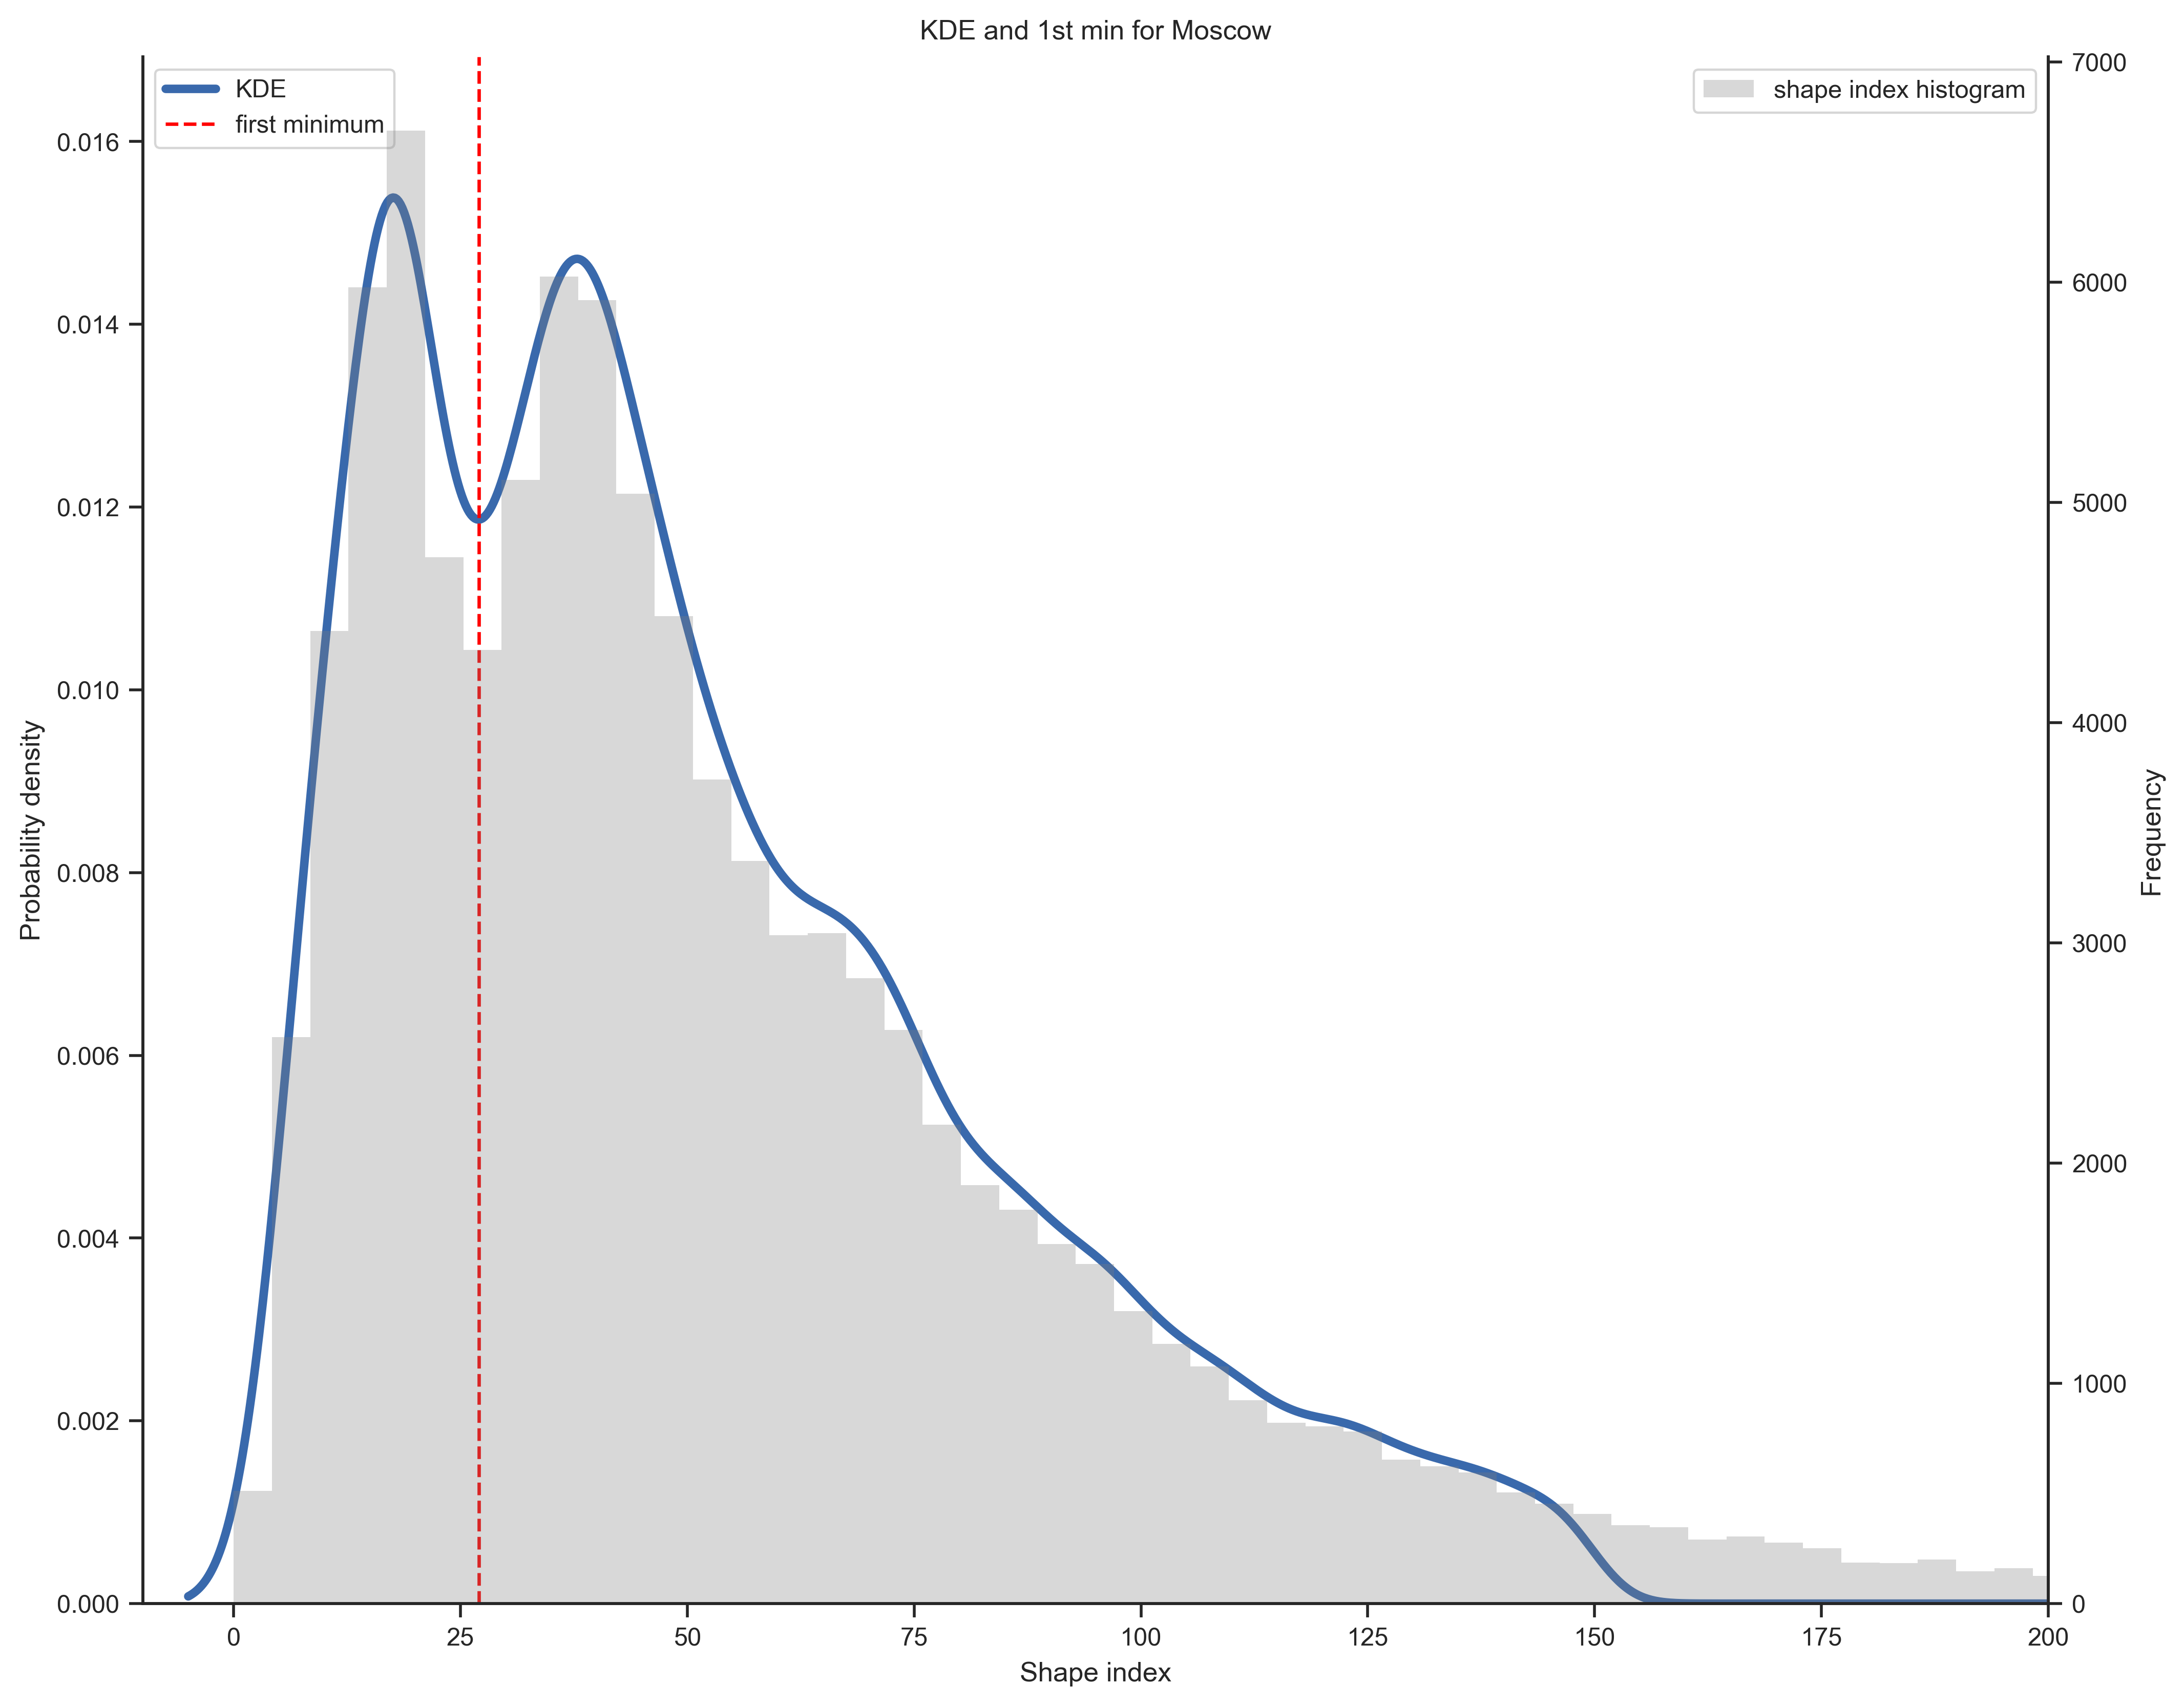 KDE and 1st min for Moscow
KDE
first minimum
shape index histogram
Probability density
0.016
0.014
0.012
0.010
0.008
0.006
0.004
0.002
0.000
7000
6000
5000
4000
3000
2000
1000
0
Frequency
0 25 50 75 100 125 150 175 200
Shape index